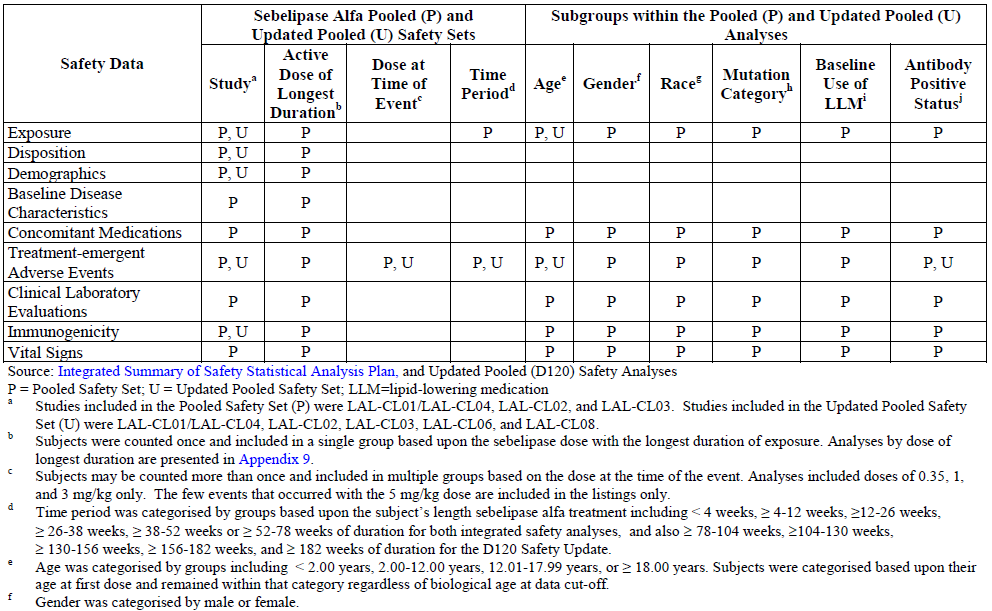 Safety Data
Sebelipase Alfa Pooled (P) and Updated Pooled (U) Safety Sets
Subgroups within the Pooled (P) and Updated Pooled (U) Analyses
Studyᵃ
Active Dose of Longest Durationᵇ
Dose at Time of Eventᶜ
Time Periodᵈ
Ageᵉ
Genderᶠ
Raceᵍ
Mutation Categoryʰ
Baseline Use of LLMⁱ
Antibody Positive Statusʲ
Exposure P, U P P P, U P P P P P
Disposition P, U P
Demographics P, U P
Baseline Disease Characteristics P P
Concomitant Medications P P P P P P P P
Treatment-emergent Adverse Events P, U P P, U P, U P, U P P P P P, U
Clinical Laboratory Evaluations P P P P P P P P
Immunogenicity P, U P P P P P P P
Vital Signs P P P P P P P P
Source: Integrated Summary of Safety Statistical Analysis Plan, and Updated Pooled (D120) Safety Analyses
P = Pooled Safety Set; U = Updated Pooled Safety Set; LLM=lipid-lowering medication
a Studies included in the Pooled Safety Set (P) were LAL-CL01/LAL-CL04, LAL-CL02, and LAL-CL03. Studies included in the Updated Pooled Safety
Set (U) were LAL-CL01/LAL-CL04, LAL-CL02, LAL-CL03, LAL-CL06, and LAL-CL08.
b Subjects were counted once and included in a single group based upon the sebelipase dose with the longest duration of exposure. Analyses by dose of
longest duration are presented in Appendix 9.
c Subjects may be counted more than once and included in multiple groups based on the dose at the time of the event. Analyses included doses of 0.35, 1,
and 3 mg/kg only. The few events that occurred with the 5 mg/kg dose are included in the listings only.
d Time period was categorised by groups based upon the subject's length sebelipase alfa treatment including < 4 weeks, ≥ 4-12 weeks, ≥12-26 weeks,
≥ 26-38 weeks, ≥ 38-52 weeks or ≥ 52-78 weeks of duration for both integrated safety analyses, and also ≥ 78-104 weeks, ≥104-130 weeks,
≥ 130-156 weeks, ≥ 156-182 weeks, and ≥ 182 weeks of duration for the D120 Safety Update.
e Age was categorised by groups including < 2.00 years, 2.00-12.00 years, 12.01-17.99 years, or ≥ 18.00 years. Subjects were categorised based upon their
age at first dose and remained within that category regardless of biological age at data cut-off.
f Gender was categorised by male or female.